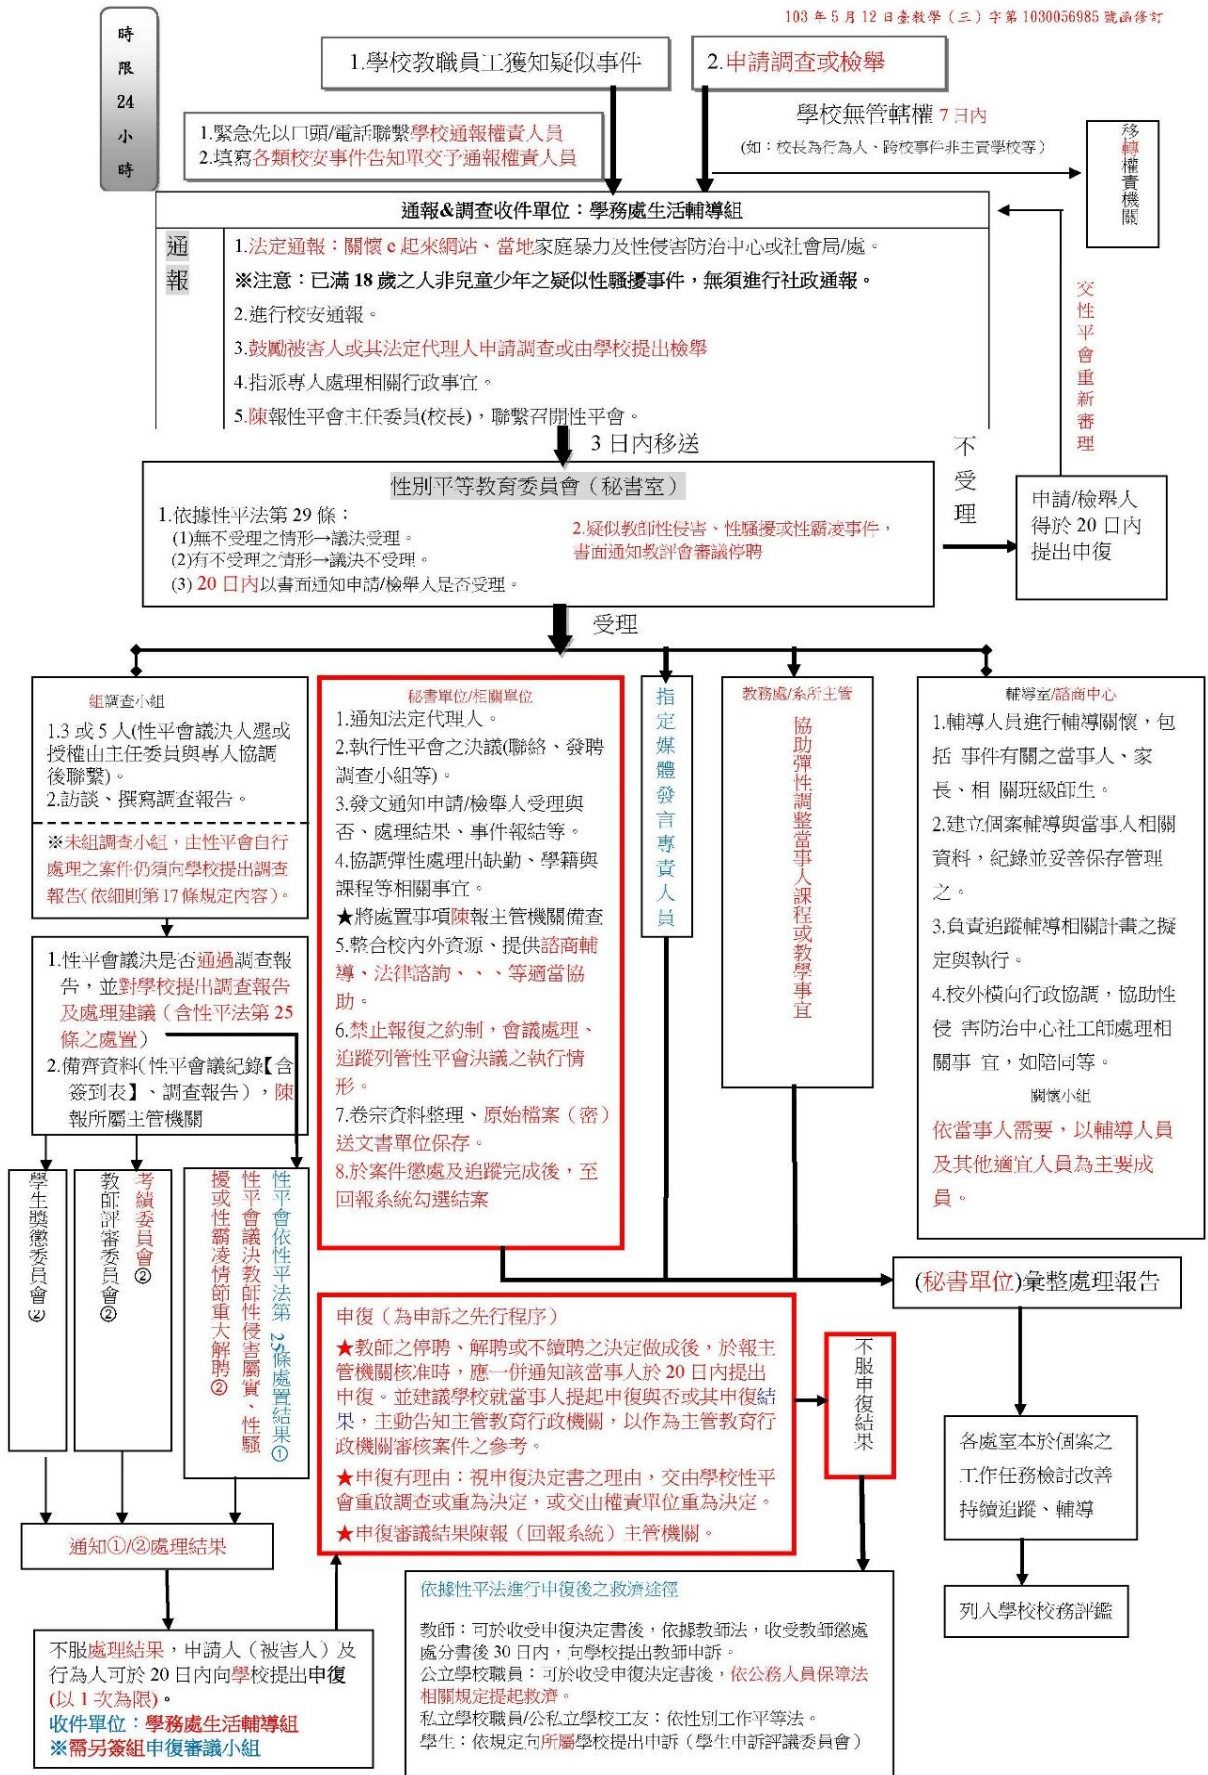 103 年 5 月 12 日臺教學（三）字第 1030056985 號函修訂
時
限
24
小
時
1.學校教職員工獲知疑似事件
2.申請調查或檢舉
1.緊急先以口頭/電話聯繫學校通報權責人員
2.填寫各類校安事件告知單交予通報權責人員
學校無管轄權 7 日內
(如：校長為行為人、跨校事件非主責學校等）
移轉權責機關
通報&調查收件單位：學務處生活輔導組
通報
1.法定通報：關懷 e 起來網站、當地家庭暴力及性侵害防治中心或社會局/處。
※注意：已滿 18 歲之人非兒童少年之疑似性騷擾事件，無須進行社政通報。
2.進行校安通報。
3.鼓勵被害人或其法定代理人申請調查或由學校提出檢舉
4.指派專人處理相關行政事宜。
5.陳報性平會主任委員(校長)，聯繫召開性平會。
交性平會重新審理
3 日內移送
不受理
性別平等教育委員會（秘書室）
1.依據性平法第 29 條：
(1)無不受理之情形→議決受理。
(2)有不受理之情形→議決不受理。
(3) 20 日內以書面通知申請/檢舉人是否受理。
2.疑似教師性侵害、性騷擾或性霸凌事件，
書面通知教評會審議停聘
申請/檢舉人
得於 20 日內
提出申復
受理
組調查小組
1.3 或 5 人(性平會議決人選或
授權由主任委員與專人協調
後聯繫)。
2.訪談、撰寫調查報告。
※未組調查小組，由性平會自行
處理之案件仍須向學校提出調查
報告(依細則第 17 條規定內容)。
1.性平會議決是否通過調查報
告，並對學校提出調查報告
及處理建議（含性平法第 25
條之處置）
2.備齊資料(性平會議紀錄【含
簽到表】、調查報告)，陳
報所屬主管機關
秘書單位/相關單位
1.通知法定代理人。
2.執行性平會之決議(聯絡、發聘
調查小組等)。
3.發文通知申請/檢舉人受理與
否、處理結果、事件報結等。
4.協調彈性處理出缺勤、學籍與
課程等相關事宜。
★將處置事項陳報主管機關備查
5.整合校內外資源、提供諮商輔
導、法律諮詢、、、等適當協
助。
6.禁止報復之約制，會議處理、
追蹤列管性平會決議之執行情
形。
7.卷宗資料整理、原始檔案（密）
送文書單位保存。
8.於案件懲處及追蹤完成後，至
回報系統勾選結案
指定媒體發言專責人員
教務處/系所主管
協助彈性調整當事人課程或教學事宜
輔導室/諮商中心
1.輔導人員進行輔導關懷，包
括 事件有關之當事人、家
長、相 關班級師生。
2.建立個案輔導與當事人相關
資料，紀錄並妥善保存管理
之。
3.負責追蹤輔導相關計畫之擬
定與執行。
4.校外橫向行政協調，協助性
侵 害防治中心社工師處理相
關事 宜，如陪同等。
關懷小組
依當事人需要，以輔導人員
及其他適宜人員為主要成
員。
學生獎懲委員會②
考績委員會②
教師評審委員會②
性平會依性平法第 25條處置結果①
性平會議決教師性侵害屬實、性騷
擾或性霸凌情節重大解聘②
(秘書單位)彙整處理報告
申復（為申訴之先行程序）
★教師之停聘、解聘或不續聘之決定做成後，於報主
管機關核准時，應一併通知該當事人於 20 日內提出
申復。並建議學校就當事人提起申復與否或其申復結
果，主動告知主管教育行政機關，以作為主管教育行
政機關審核案件之參考。
★申復有理由：視申復決定書之理由，交由學校性平
會重啟調查或重為決定，或交由權責單位重為決定。
★申復審議結果陳報（回報系統）主管機關。
不服申復結果
各處室本於個案之
工作任務檢討改善
持續追蹤、輔導
通知①/②處理結果
列入學校校務評鑑
不服處理結果，申請人（被害人）及
行為人可於 20 日內向學校提出申復
(以 1 次為限)。
收件單位：學務處生活輔導組
※需另簽組申復審議小組
依據性平法進行申復後之救濟途徑
教師：可於收受申復決定書後，依據教師法，收受教師懲處
處分書後 30 日內，向學校提出教師申訴。
公立學校職員：可於收受申復決定書後，依公務人員保障法
相關規定提起救濟。
私立學校職員/公私立學校工友：依性別工作平等法。
學生：依規定向所屬學校提出申訴（學生申訴評議委員會）